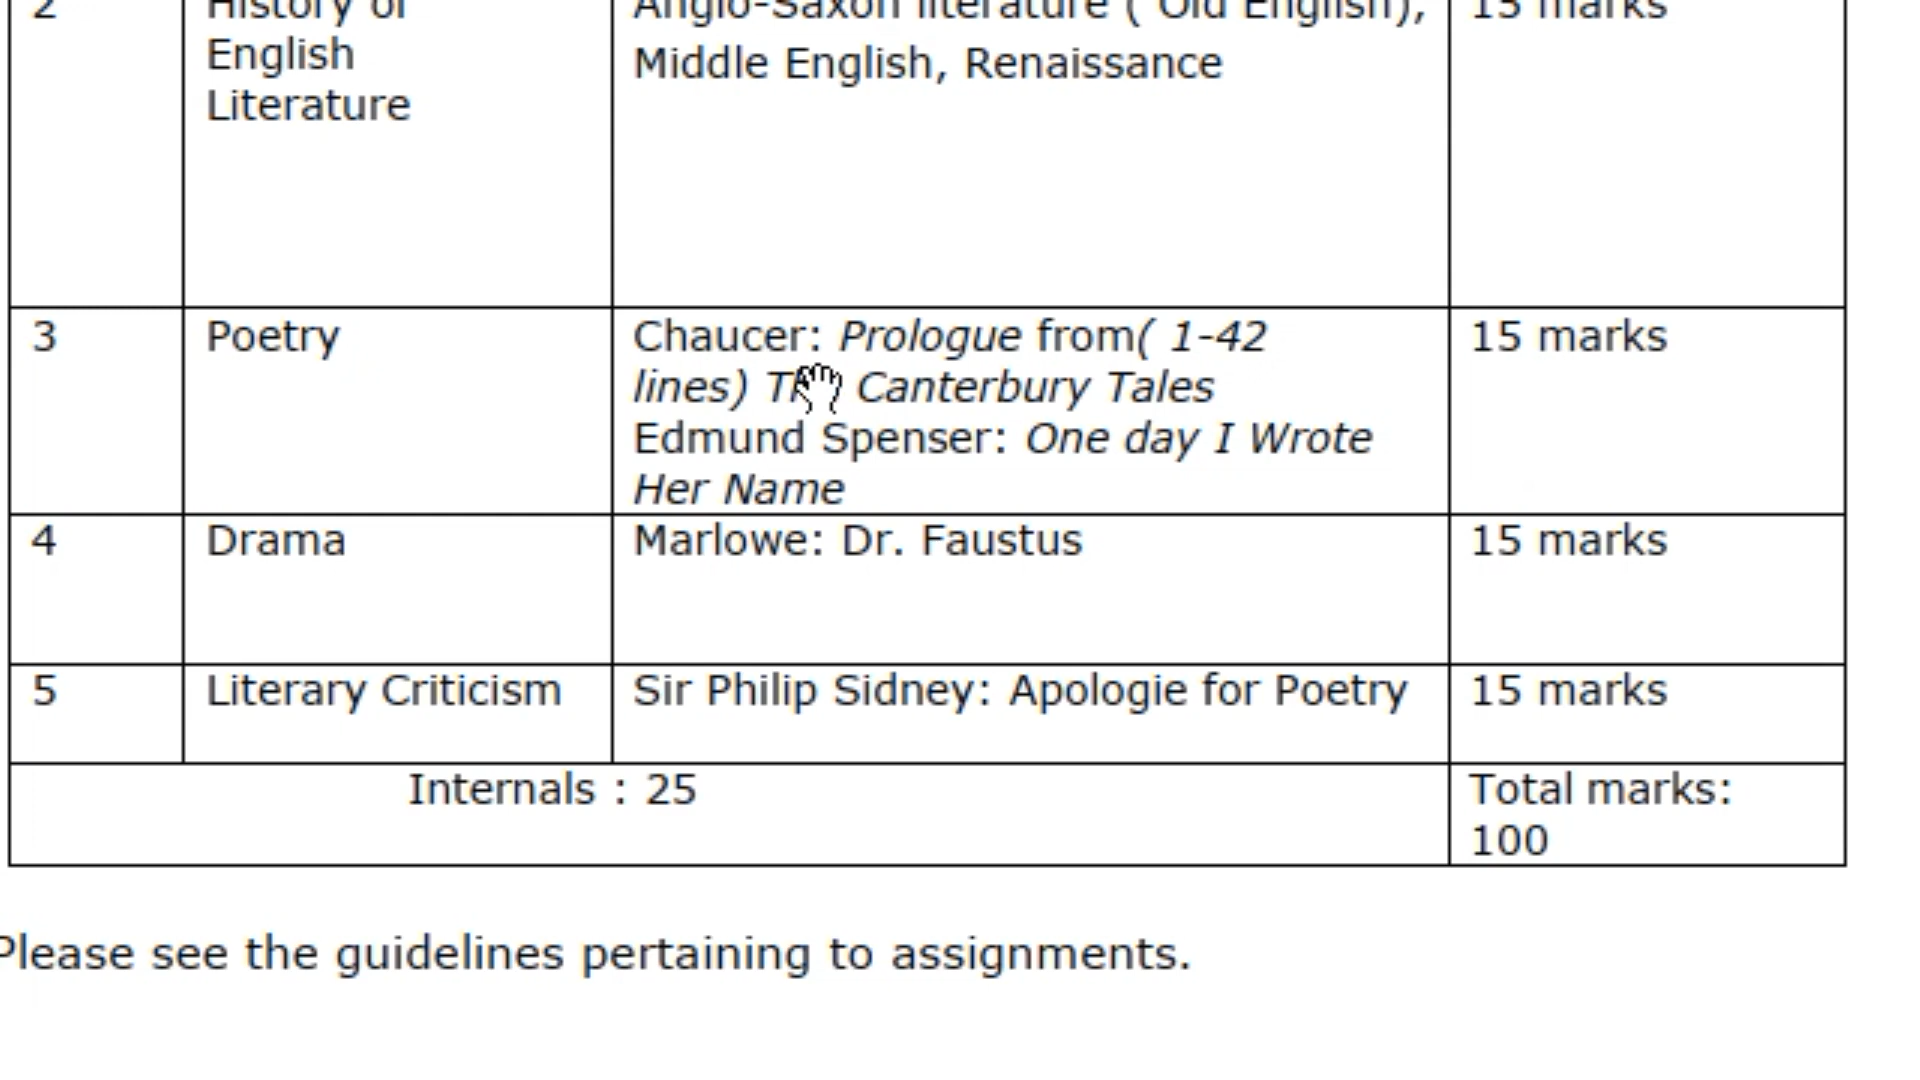 2 History of Anglo-Saxon literature ( Old English), 15 marks
English Middle English, Renaissance
Literature
3 Poetry Chaucer: Prologue from( 1-42 15 marks
lines) The Canterbury Tales
Edmund Spenser: One day I Wrote
Her Name
4 Drama Marlowe: Dr. Faustus 15 marks
5 Literary Criticism Sir Philip Sidney: Apologie for Poetry 15 marks
Internals : 25 Total marks:
100
Please see the guidelines pertaining to assignments.